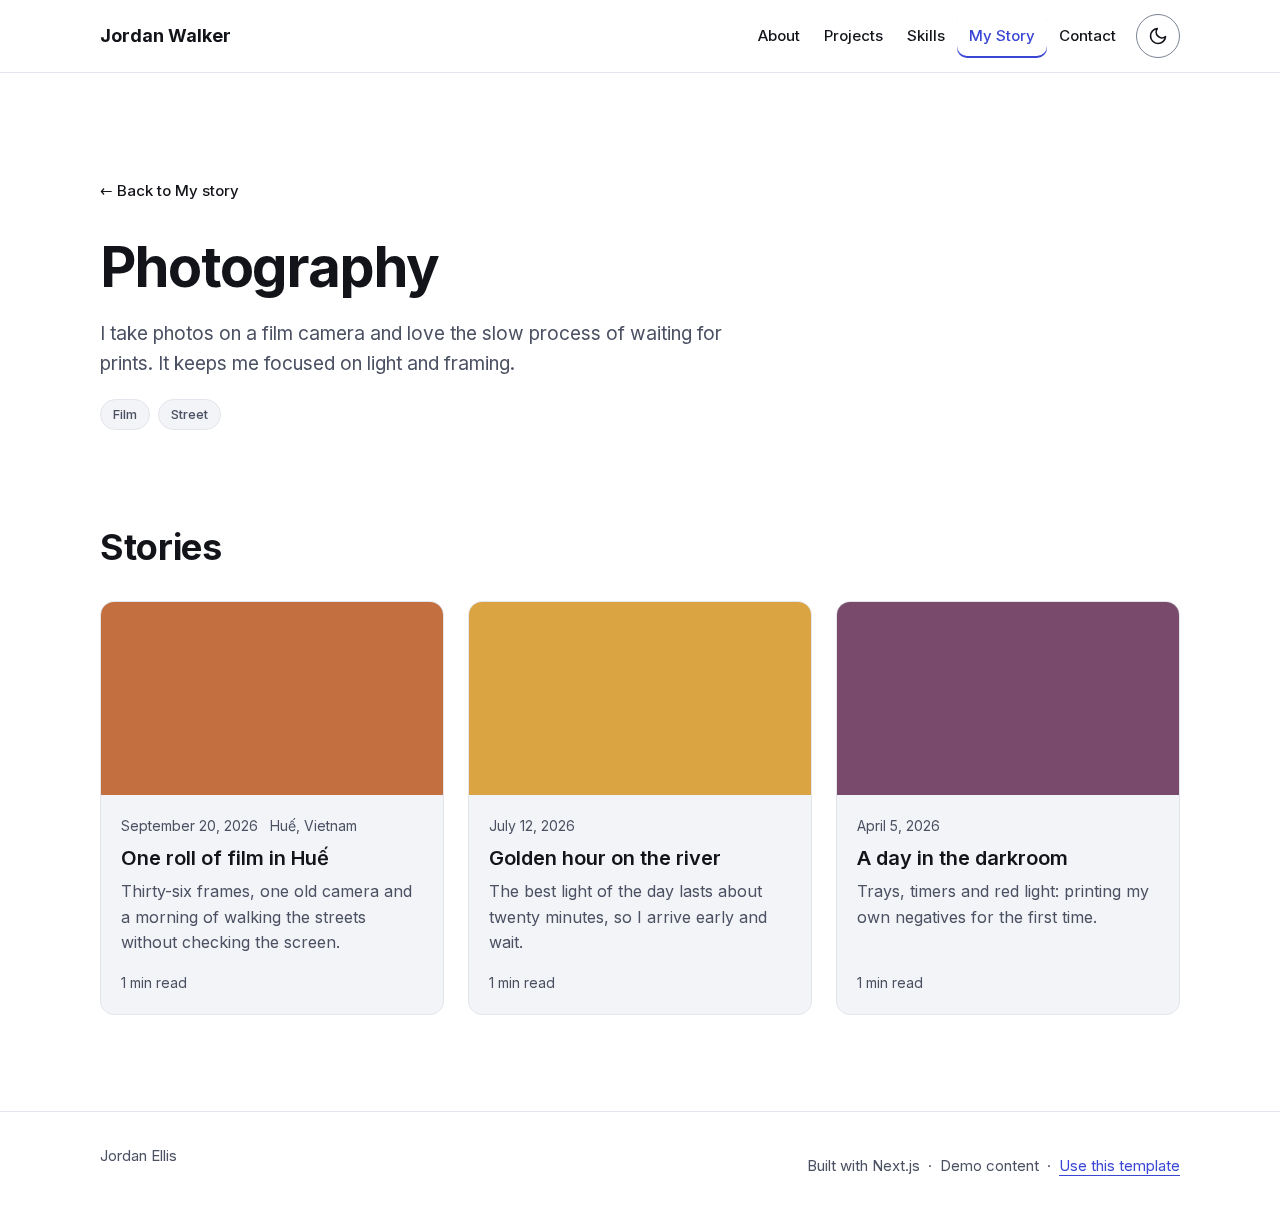 Jordan Walker
About
Projects
Skills
My Story
Contact
← Back to My story
Photography
I take photos on a film camera and love the slow process of waiting for
prints. It keeps me focused on light and framing.
Film
Street
Stories
September 20, 2026 Huế, Vietnam
One roll of film in Huế
Thirty-six frames, one old camera and
a morning of walking the streets
without checking the screen.
1 min read
July 12, 2026
Golden hour on the river
The best light of the day lasts about
twenty minutes, so I arrive early and
wait.
1 min read
April 5, 2026
A day in the darkroom
Trays, timers and red light: printing my
own negatives for the first time.
1 min read
Jordan Ellis
Built with Next.js · Demo content · Use this template